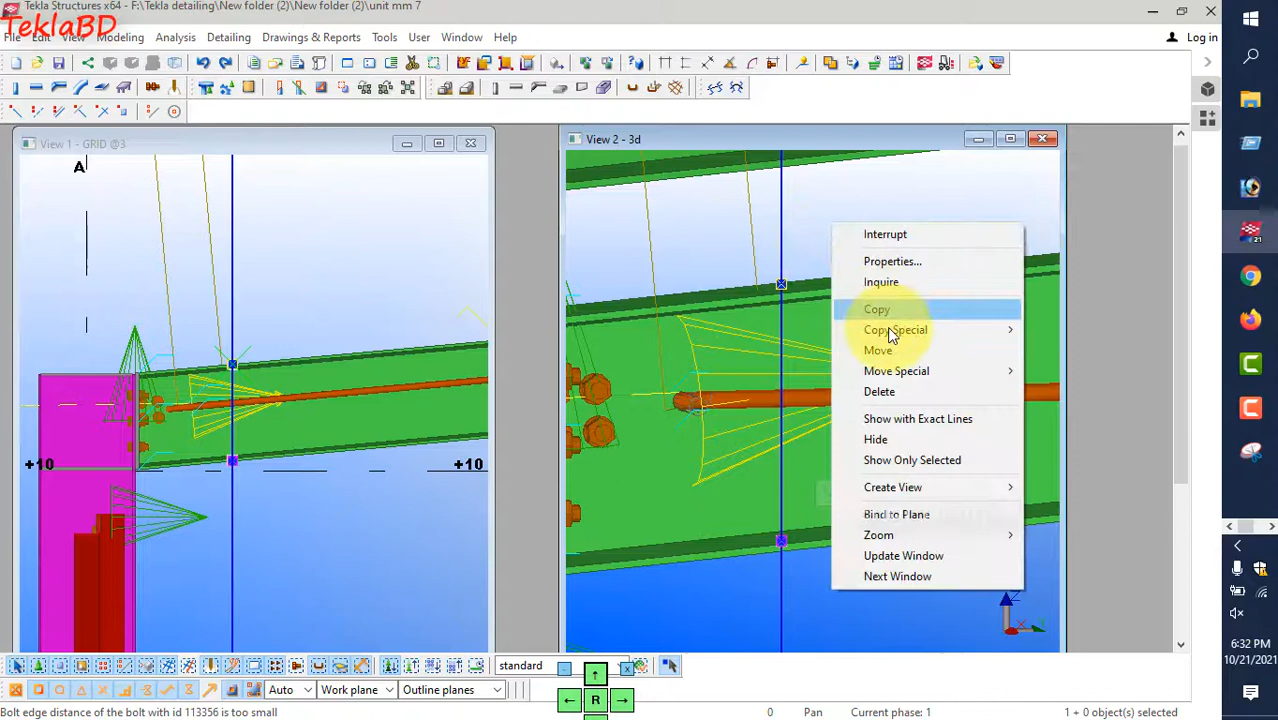 Tekla Structures x64 - F:\Tekla detailing\New folder (2)\New folder (2)\unit mm 7
TeklaBD
File Edit View Modeling Analysis Detailing Drawings & Reports Tools User Window Help
Log in
View 1 - GRID @3
View 2 - 3d
A
Interrupt
Properties...
Inquire
Copy
Copy Special
Move
Move Special
Delete
Show with Exact Lines
Hide
Show Only Selected
Create View
Bind to Plane
Zoom
Update Window
Next Window
+10
+10
Z
X
21
6:32 PM
10/21/2021
standard
Auto
Work plane
Outline planes
R
Bolt edge distance of the bolt with id 113356 is too small
0
Pan
Current phase: 1
1 + 0 object(s) selected